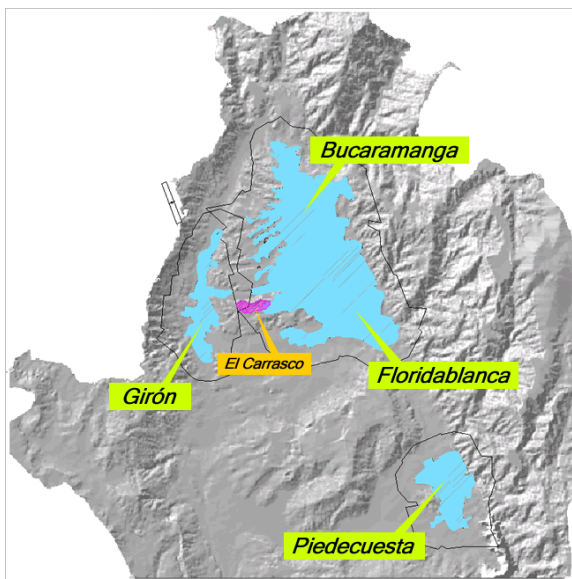 Bucaramanga
El Carrasco
Girón
Floridablanca
Piedecuesta